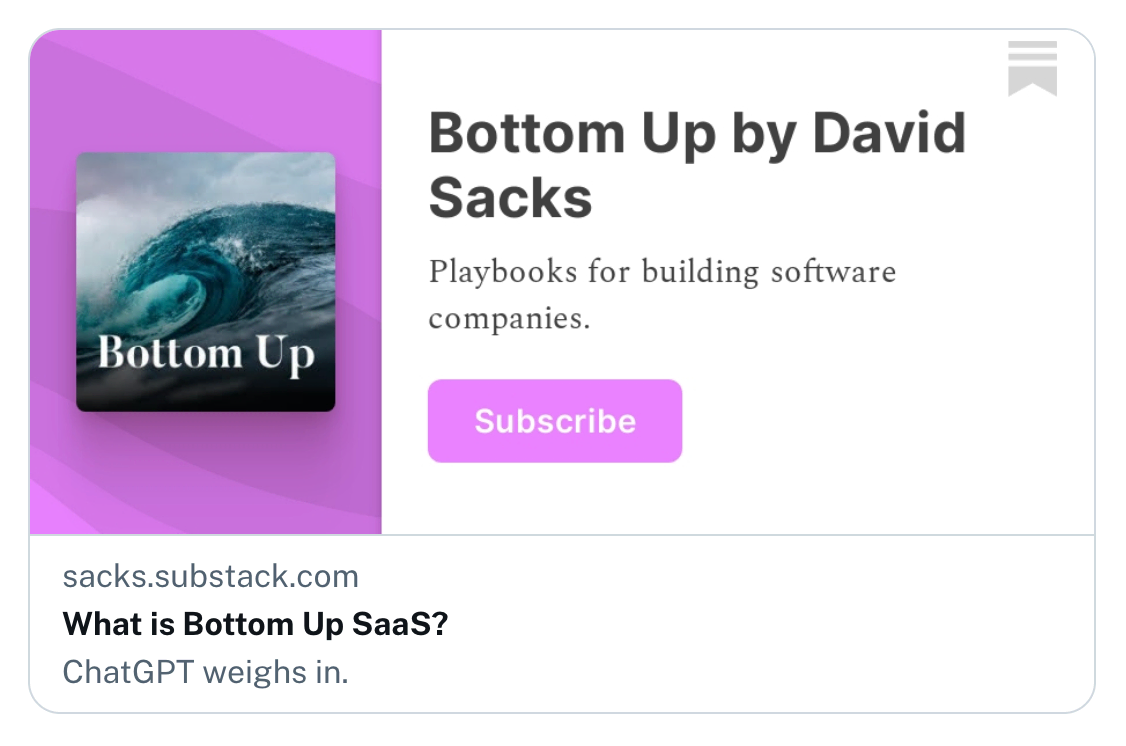 Bottom Up
Bottom Up by David
Sacks
Playbooks for building software
companies.
Subscribe
sacks.substack.com
What is Bottom Up SaaS?
ChatGPT weighs in.